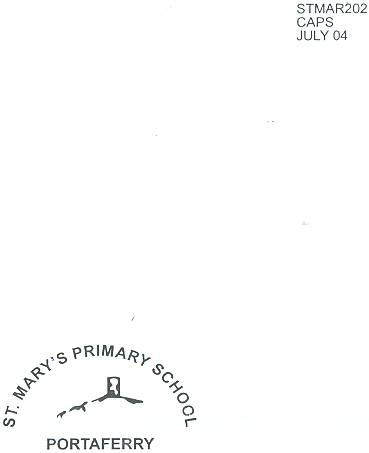 STMAR202
CAPS
JULY 04
ST. MARY'S PRIMARY SCHOOL
PORTAFERRY